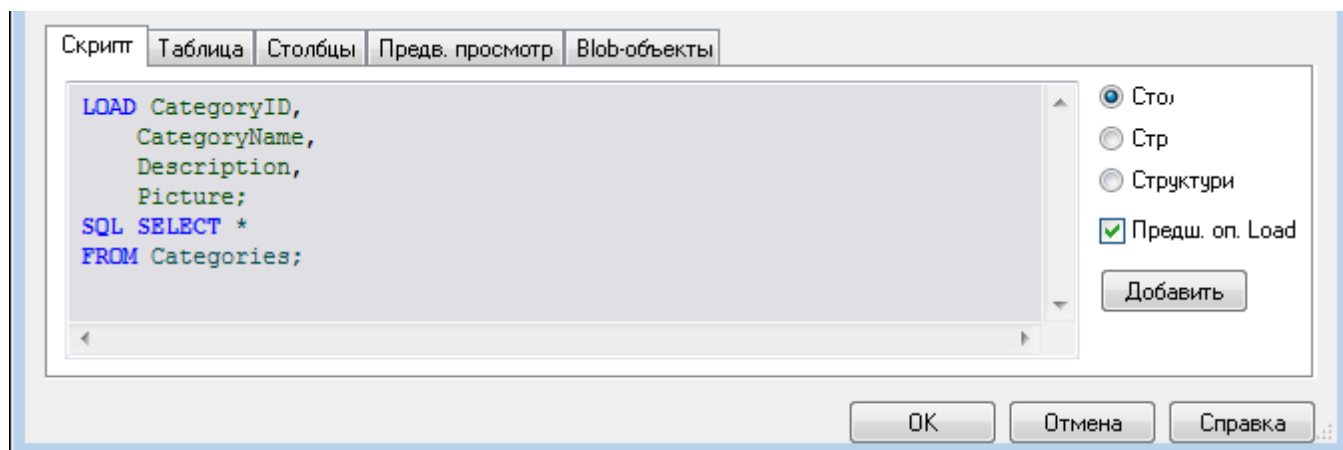 Скрипт Таблица Столбцы Предв. просмотр Blob-объекты
LOAD CategoryID,
CategoryName,
Description,
Picture;
SQL SELECT *
FROM Categories;
Сто
Стр
Структури
Предш. оп. Load
Добавить
OK Отмена Справка